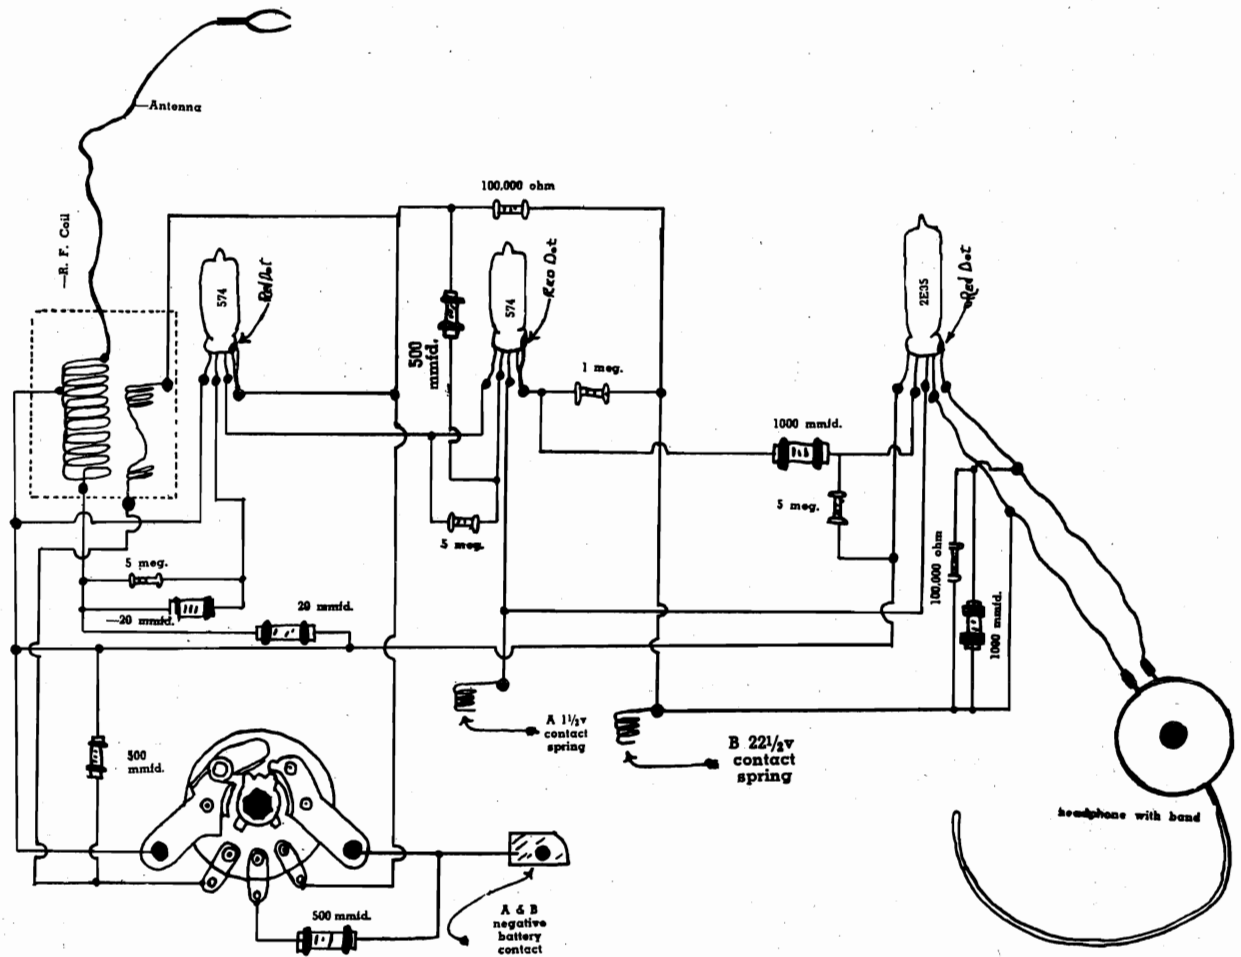 —Antenna
—R. F. Coil
100,000 ohm
574
Red Dot
500
mmfd.
574
Red Dot
1 meg.
2E35
Red Dot
1000 mmfd.
5 meg.
5 meg.
5 meg.
—20 mmfd.
20 mmfd.
100,000 ohm
1000 mmfd.
500
mmfd.
A 1½v
contact
spring
B 22½v
contact
spring
headphone with band
500 mmfd.
A & B
negative
battery
contact